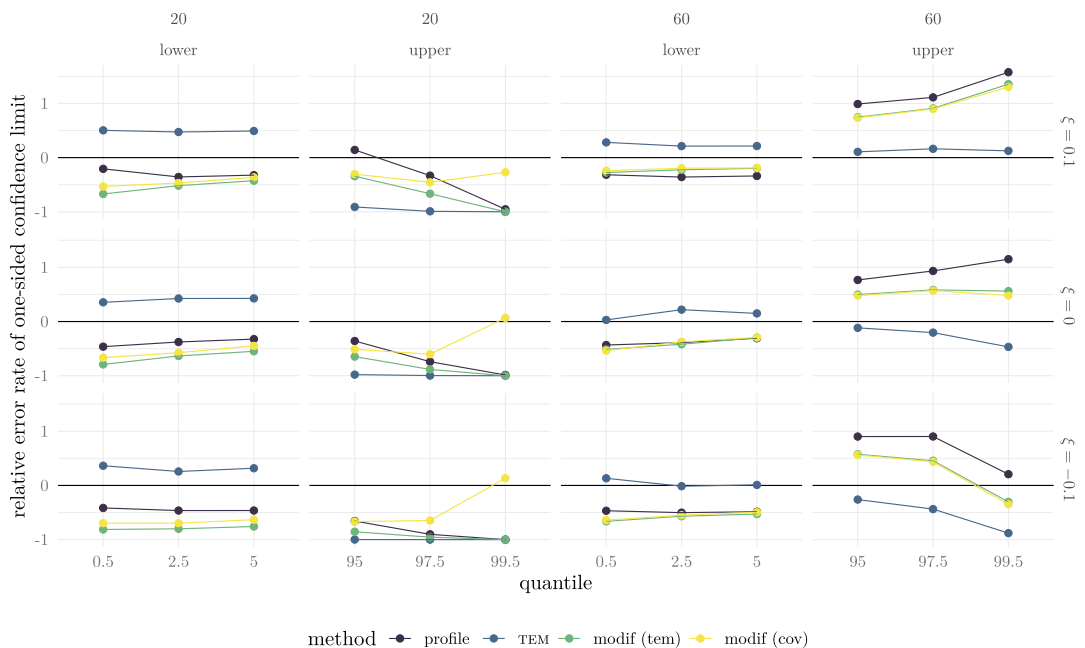 20 20 60 60
lower upper lower upper
relative error rate of one-sided confidence limit
1
0
-1
ξ = 0.1
1
0
-1
ξ = 0
1
0
-1
ξ = −0.1
0.5 2.5 5 95 97.5 99.5 0.5 2.5 5 95 97.5 99.5
quantile
method profile TEM modif (tem) modif (cov)